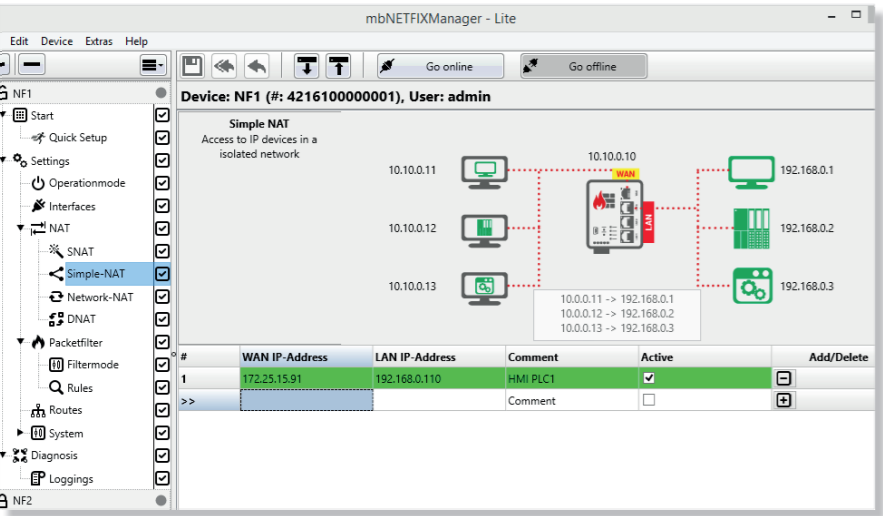 mbNETFIXManager - Lite
Edit Device Extras Help
Go online
Go offline
NF1
Device: NF1 (#: 4216100000001), User: admin
Start
Quick Setup
Settings
Operationmode
Interfaces
NAT
SNAT
Simple-NAT
Network-NAT
DNAT
Packetfilter
Filtermode
Rules
Routes
System
Diagnosis
Loggings
NF2
Simple NAT
Access to IP devices in a
isolated network
10.10.0.11
10.10.0.12
10.10.0.13
10.10.0.10
WAN
LAN
192.168.0.1
192.168.0.2
192.168.0.3
10.0.0.11 -> 192.168.0.1
10.0.0.12 -> 192.168.0.2
10.0.0.13 -> 192.168.0.3
# WAN IP-Address LAN IP-Address Comment Active Add/Delete
1 172.25.15.91 192.168.0.110 HMI PLC1
>> Comment